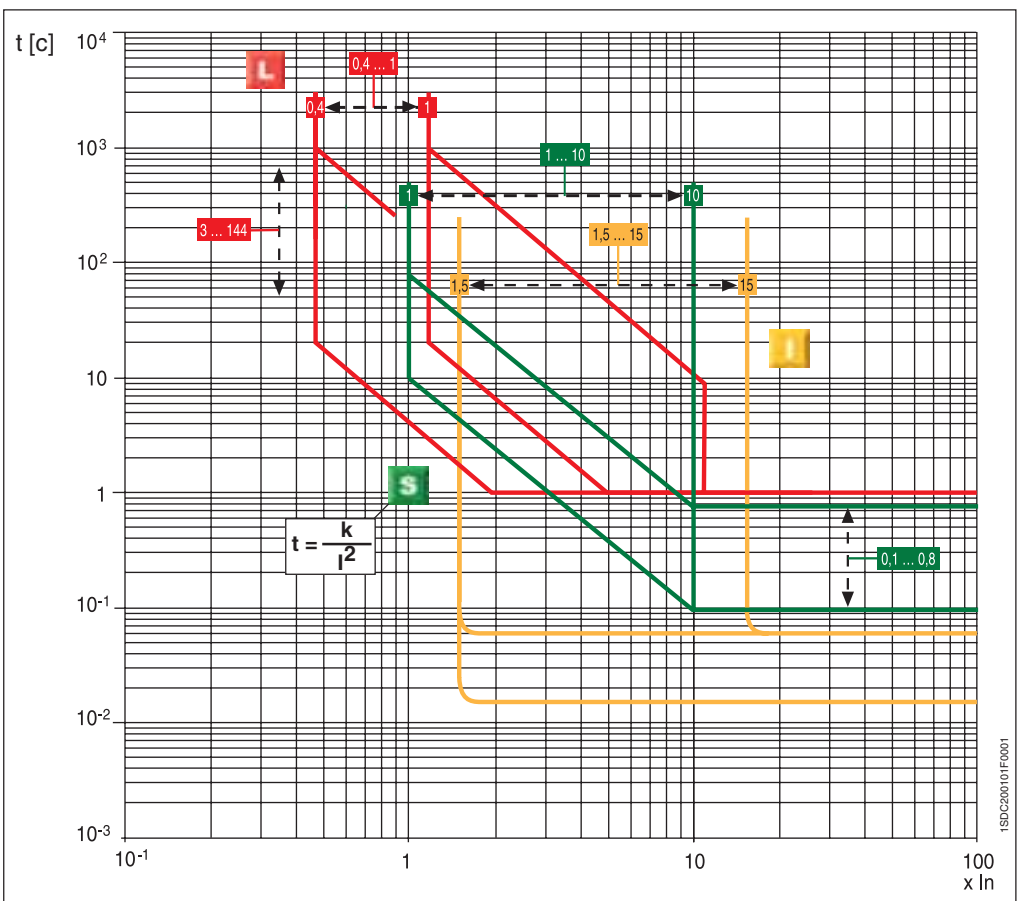 t [c]
10⁴
10³
10²
10
1
10⁻¹
10⁻²
10⁻³
L
0,4 ... 1
0,4
1
1 ... 10
1
10
3 ... 144
1,5 ... 15
1,5
15
I
S
t = k / I²
0,1 ... 0,8
10⁻¹
1
10
100
x In
1SDC200101F0001